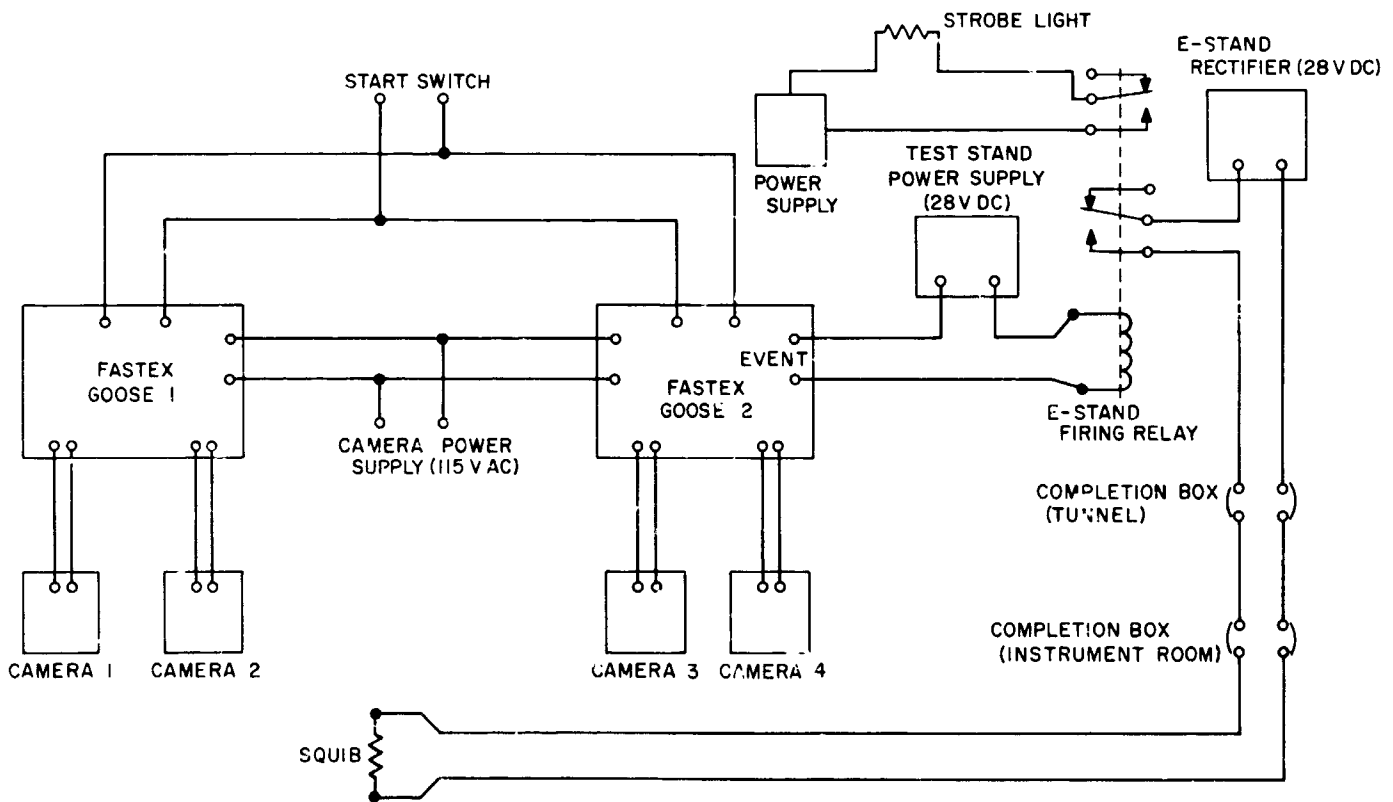 STROBE LIGHT
E-STAND
RECTIFIER (28 V DC)
START SWITCH
POWER
SUPPLY
TEST STAND
POWER SUPPLY
(28 V DC)
FASTEX
GOOSE 1
EVENT
FASTEX
GOOSE 2
E-STAND
FIRING RELAY
CAMERA POWER
SUPPLY (115 V AC)
COMPLETION BOX
(TUNNEL)
CAMERA 1
CAMERA 2
CAMERA 3
CAMERA 4
COMPLETION BOX
(INSTRUMENT ROOM)
SQUIB